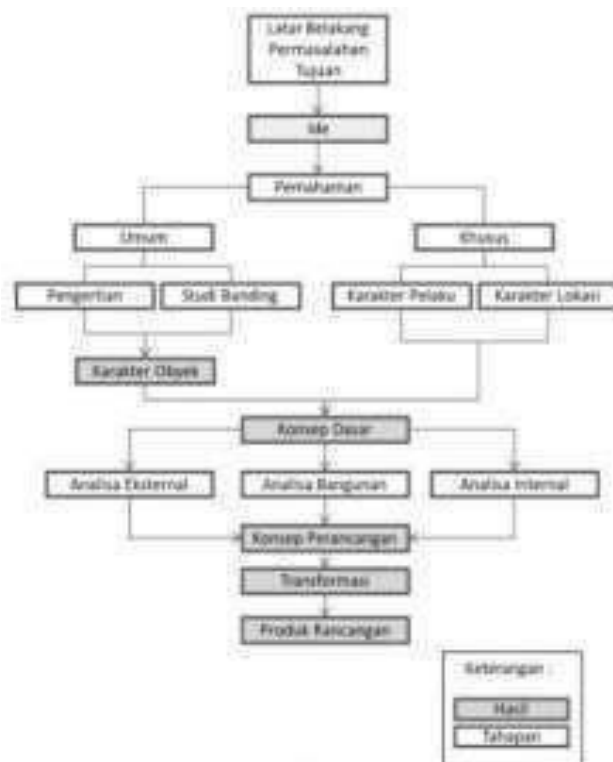 Latar Belakang
Permasalahan
Tujuan
Ide
Pemahaman
Umum
Khusus
Pengertian
Studi Banding
Karakter Pelaku
Karakter Lokasi
Karakter Obyek
Konsep Dasar
Analisa Eksternal
Analisa Bangunan
Analisa Internal
Konsep Perancangan
Transformasi
Produk Rancangan
Keterangan :
Hasil
Tahapan